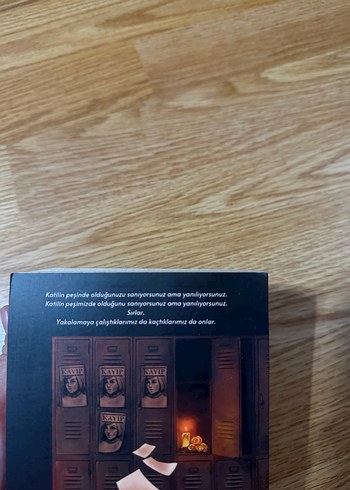 Katilin peşinde olduğunuzu sanıyorsunuz ama yanılıyorsunuz.
Katilin peşimizde olduğunu sanıyorsunuz ama yanılıyorsunuz.
Sırlar.
Yakalamaya çalıştıklarımız da kaçtıklarımız da onlar.
KAYIP
KAYIP
KAYIP
KAYIP
KAYIP